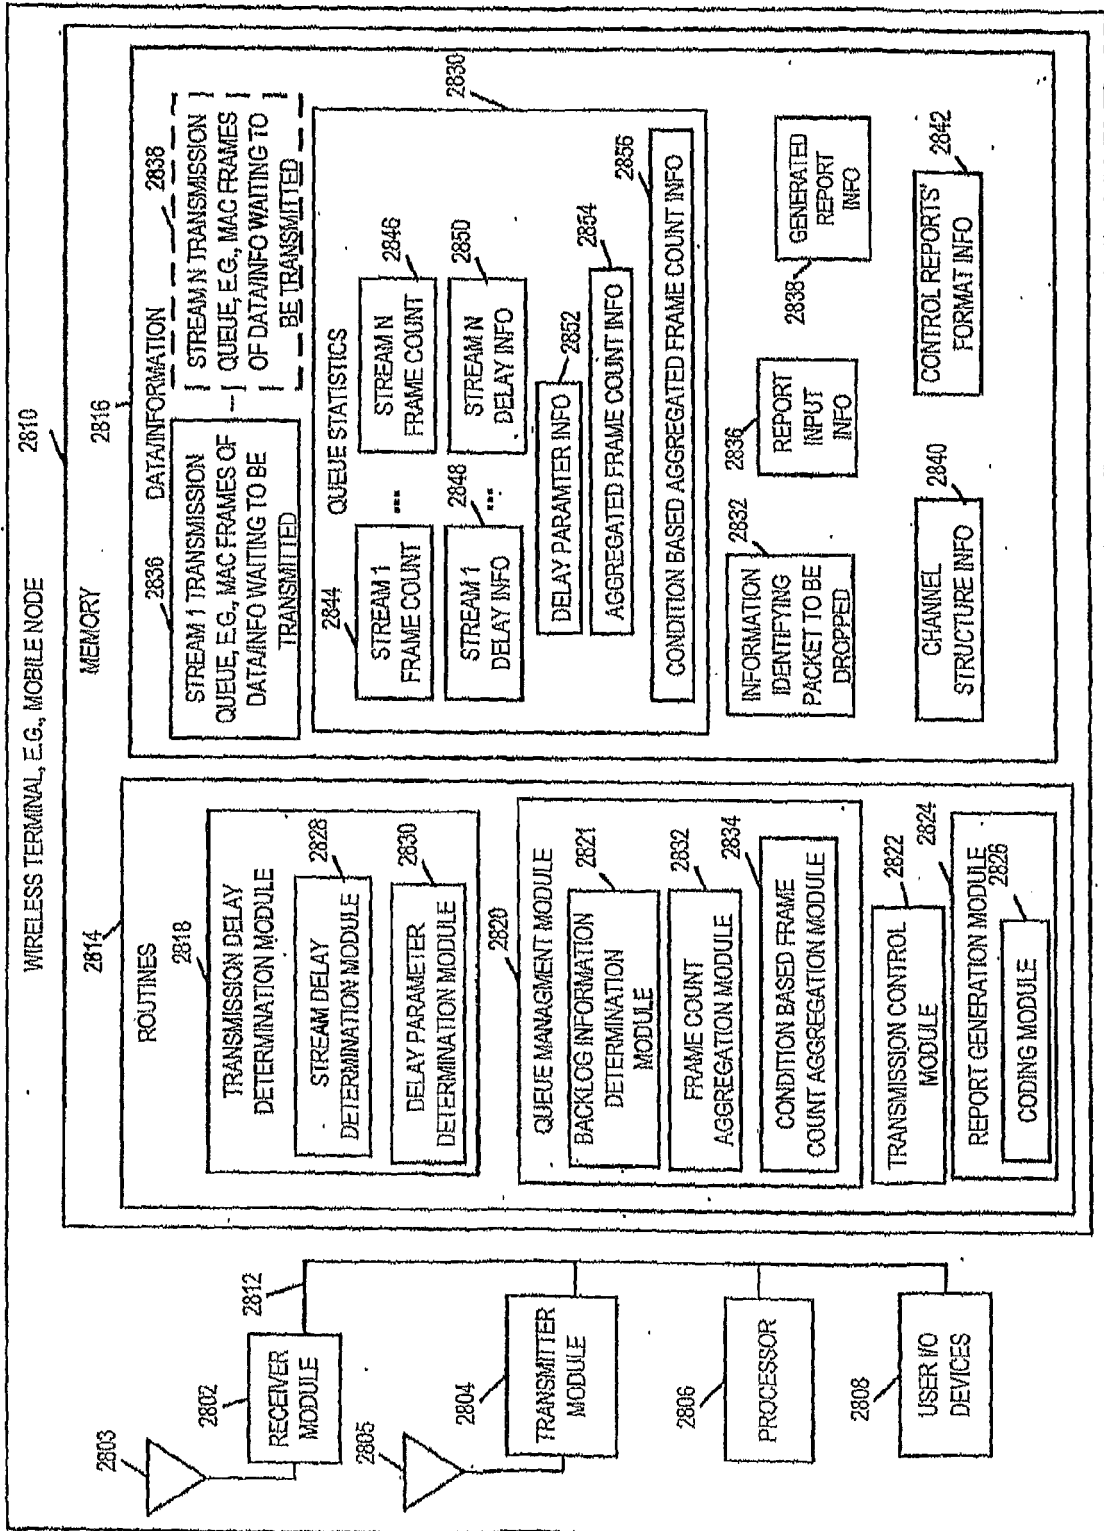 WIRELESS TERMINAL, E.G., MOBILE NODE
2803
2802
RECEIVER
MODULE
2812
2805
2804
TRANSMITTER
MODULE
2806
PROCESSOR
2808
USER I/O
DEVICES
2810
MEMORY
2814
ROUTINES
2818
TRANSMISSION DELAY
DETERMINATION MODULE
2828
STREAM DELAY
DETERMINATION MODULE
2830
DELAY PARAMETER
DETERMINATION MODULE
2820
QUEUE MANAGMENT MODULE
2821
BACKLOG INFORMATION
DETERMINATION
MODULE
2832
FRAME COUNT
AGGREGATION MODULE
2834
CONDITION BASED FRAME
COUNT AGGREGATION MODULE
2822
TRANSMISSION CONTROL
MODULE
2824
REPORT GENERATION MODULE
2826
CODING MODULE
2816
DATA/INFORMATION
2836
STREAM 1 TRANSMISSION
QUEUE, E.G., MAC FRAMES OF
DATA/INFO WAITING TO BE
TRANSMITTED
2838
STREAM N TRANSMISSION
QUEUE, E.G., MAC FRAMES
OF DATA/INFO WAITING TO
BE TRANSMITTED
2830
QUEUE STATISTICS
2844
STREAM 1
FRAME COUNT
...
2846
STREAM N
FRAME COUNT
2848
STREAM 1
DELAY INFO
...
2850
STREAM N
DELAY INFO
2852
DELAY PARAMTER INFO
2854
AGGREGATED FRAME COUNT INFO
2856
CONDITION BASED AGGREGATED FRAME COUNT INFO
2832
INFORMATION
IDENTIFYING
PACKET TO BE
DROPPED
2836
REPORT
INPUT
INFO
2838
GENERATED
REPORT
INFO
2840
CHANNEL
STRUCTURE INFO
2842
CONTROL REPORTS'
FORMAT INFO